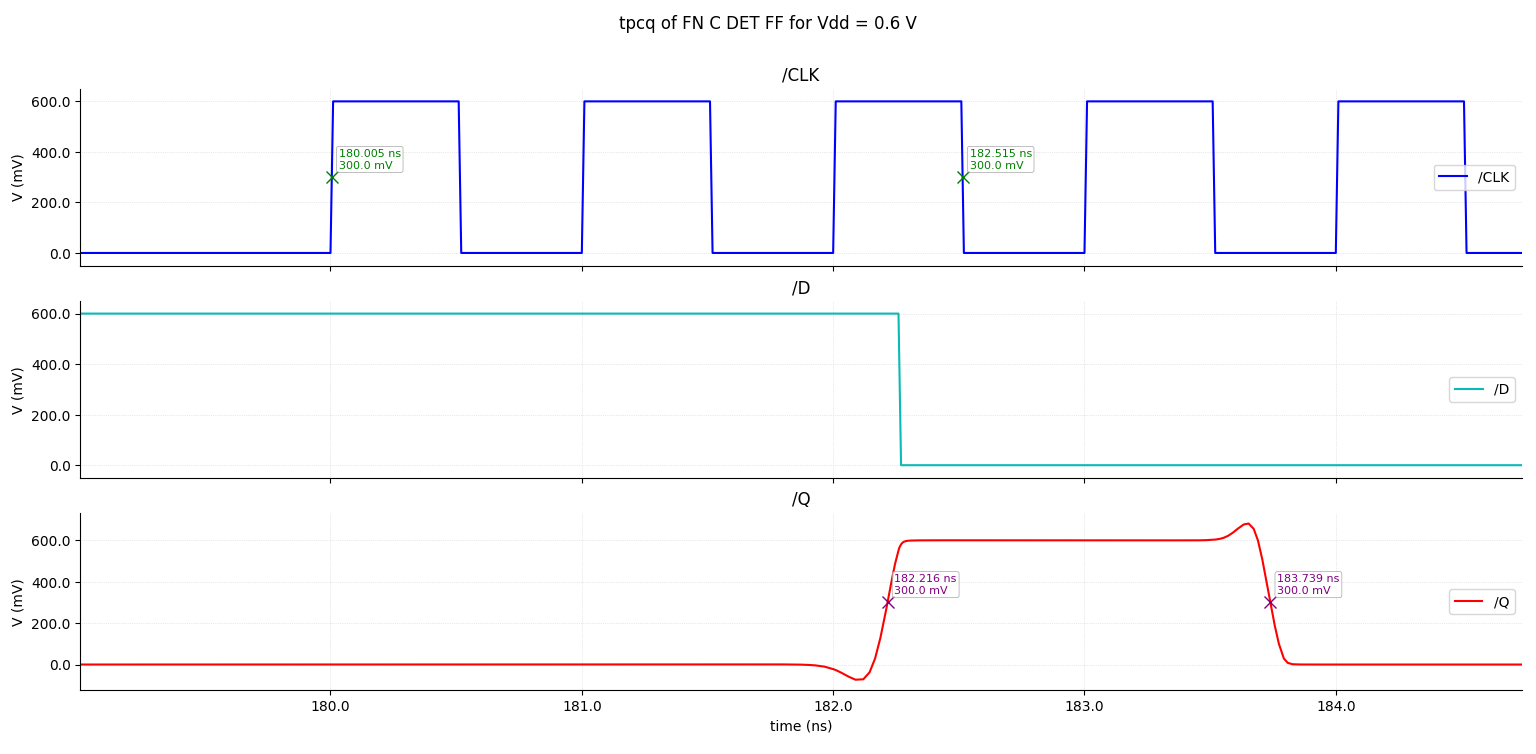 tpcq of FN C DET FF for Vdd = 0.6 V
/CLK
600.0
400.0
200.0
0.0
V (mV)
180.005 ns
300.0 mV
182.515 ns
300.0 mV
/CLK
/D
600.0
400.0
200.0
0.0
V (mV)
/D
/Q
600.0
400.0
200.0
0.0
V (mV)
182.216 ns
300.0 mV
183.739 ns
300.0 mV
/Q
180.0 181.0 182.0 183.0 184.0
time (ns)